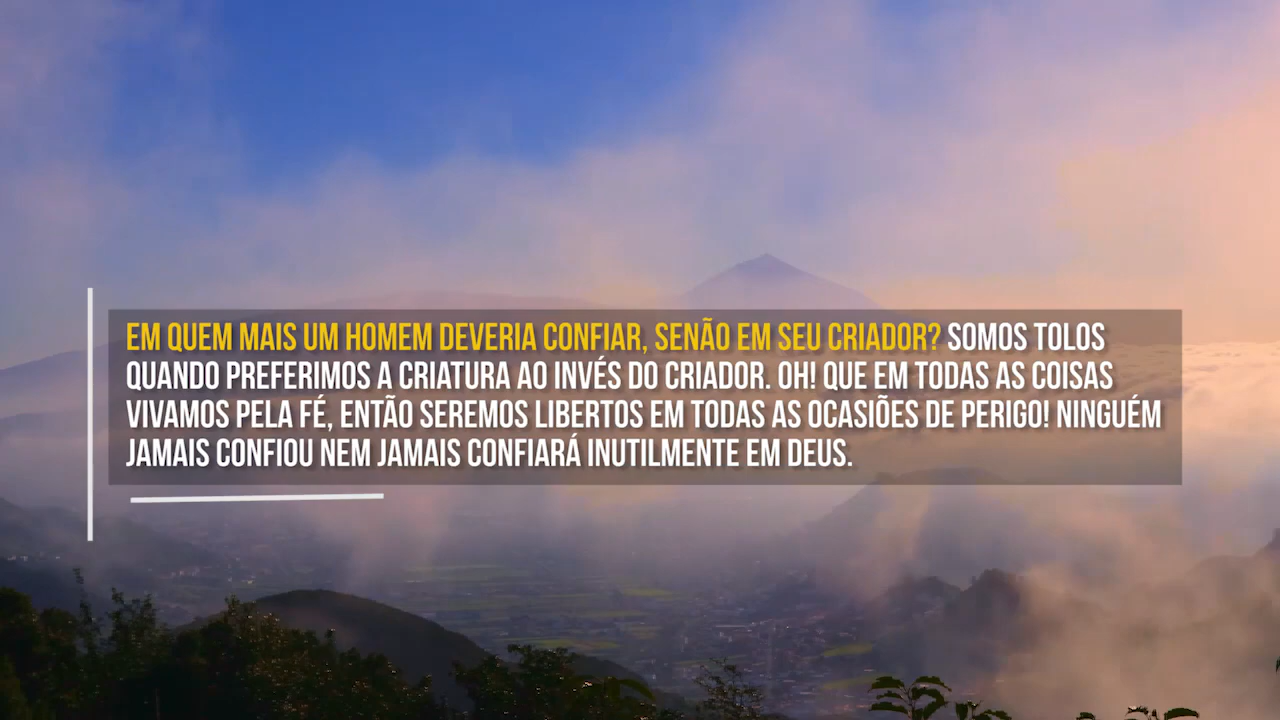 EM QUEM MAIS UM HOMEM DEVERIA CONFIAR, SENÃO EM SEU CRIADOR? SOMOS TOLOS
QUANDO PREFERIMOS A CRIATURA AO INVÉS DO CRIADOR. OH! QUE EM TODAS AS COISAS
VIVAMOS PELA FÉ, ENTÃO SEREMOS LIBERTOS EM TODAS AS OCASIÕES DE PERIGO! NINGUÉM
JAMAIS CONFIOU NEM JAMAIS CONFIARÁ INUTILMENTE EM DEUS.